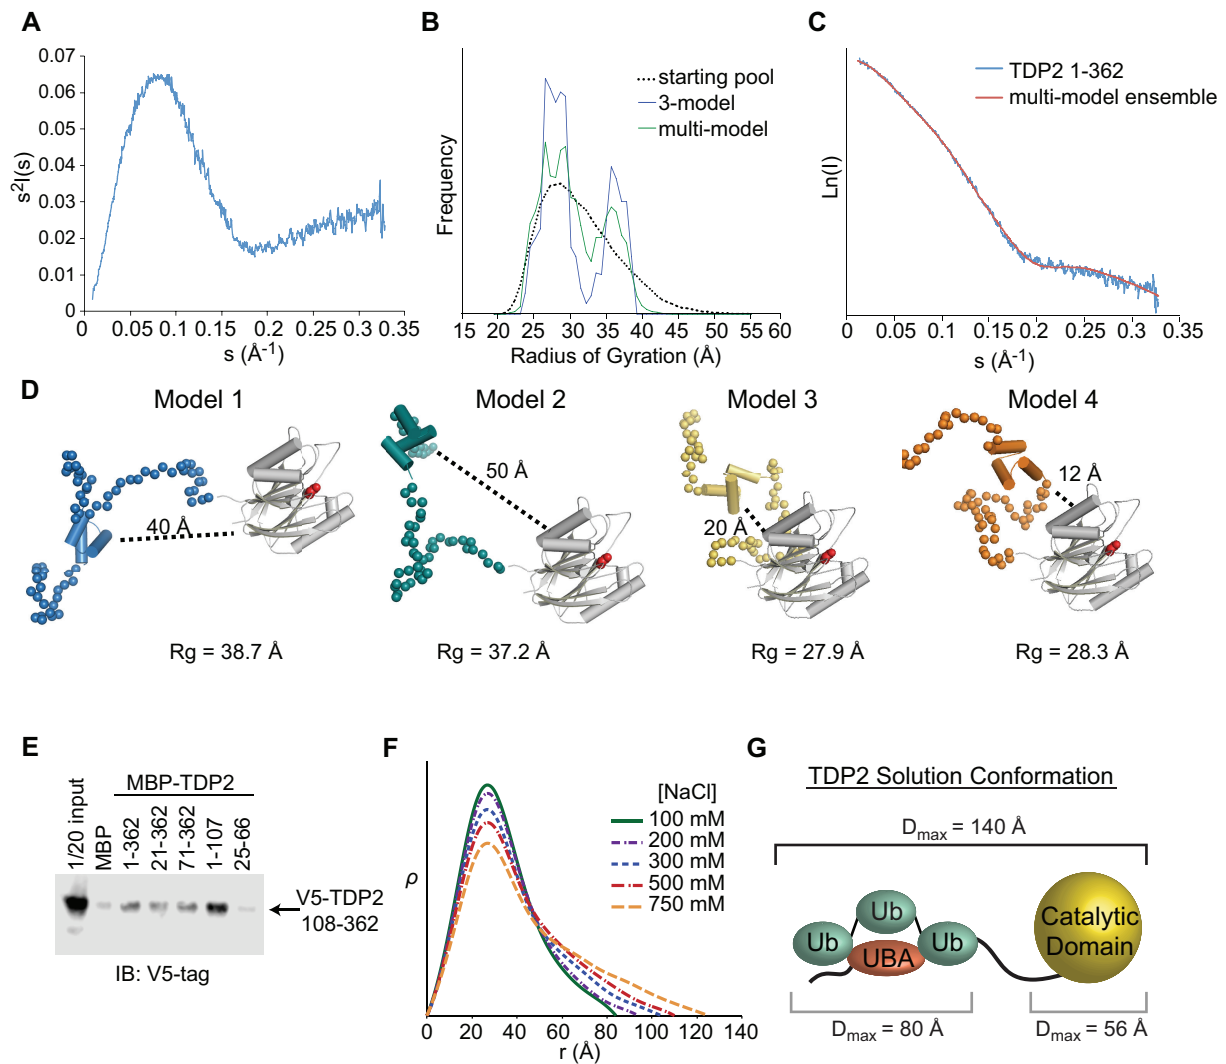 A
0.07
0.06
0.05
0.04
0.03
0.02
0.01
0
s²I(s)
0 0.05 0.1 0.15 0.2 0.25 0.3 0.35
s (Å⁻¹)
B
starting pool
3-model
multi-model
Frequency
15 20 25 30 35 40 45 50 55 60
Radius of Gyration (Å)
C
TDP2 1-362
multi-model ensemble
Ln(I)
0 0.05 0.1 0.15 0.2 0.25 0.3 0.35
s (Å⁻¹)
D
Model 1
40 Å
Rg = 38.7 Å
Model 2
50 Å
Rg = 37.2 Å
Model 3
20 Å
Rg = 27.9 Å
Model 4
12 Å
Rg = 28.3 Å
E
MBP-TDP2
1/20 input
MBP
1-362
21-362
71-362
1-107
25-66
V5-TDP2
108-362
IB: V5-tag
F
[NaCl]
100 mM
200 mM
300 mM
500 mM
750 mM
ρ
0 20 40 60 80 100 120 140
r (Å)
G
TDP2 Solution Conformation
Dmax = 140 Å
Ub
Ub
Ub
UBA
Catalytic
Domain
Dmax = 80 Å
Dmax = 56 Å